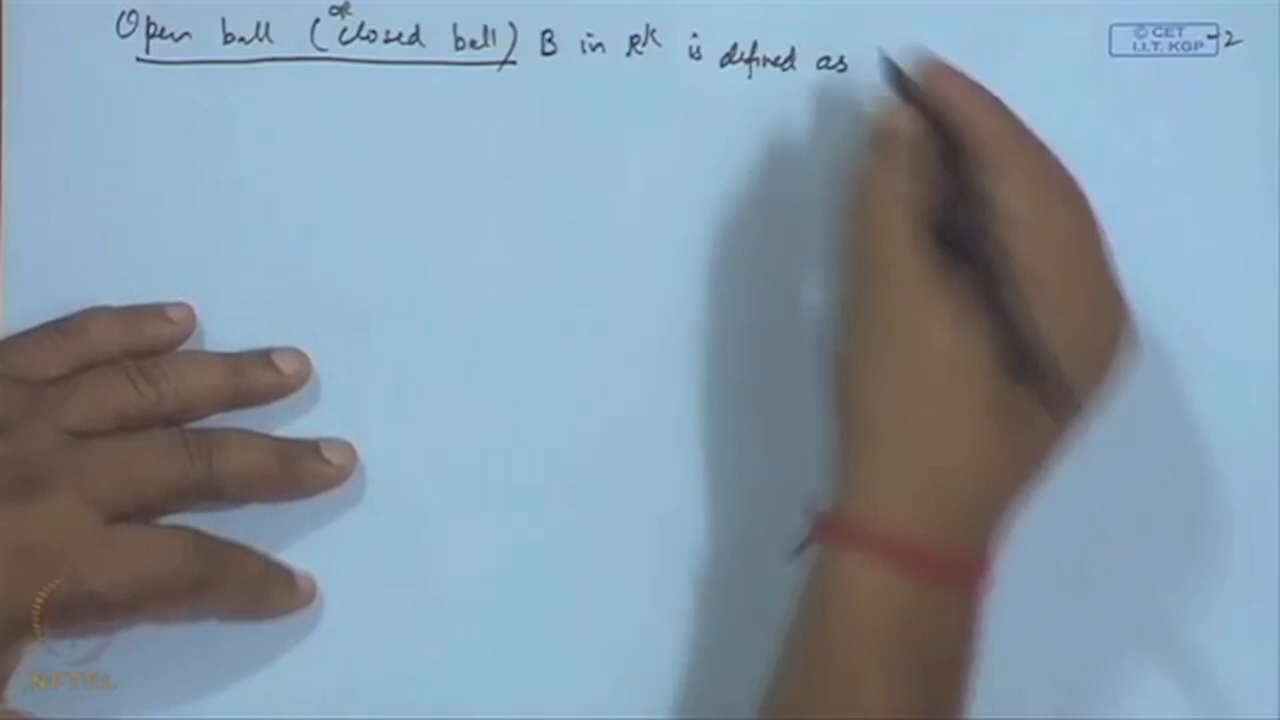 or
Open ball (closed ball) B in R^K is defined as
© CET
I.I.T. KGP
-2
NPTEL